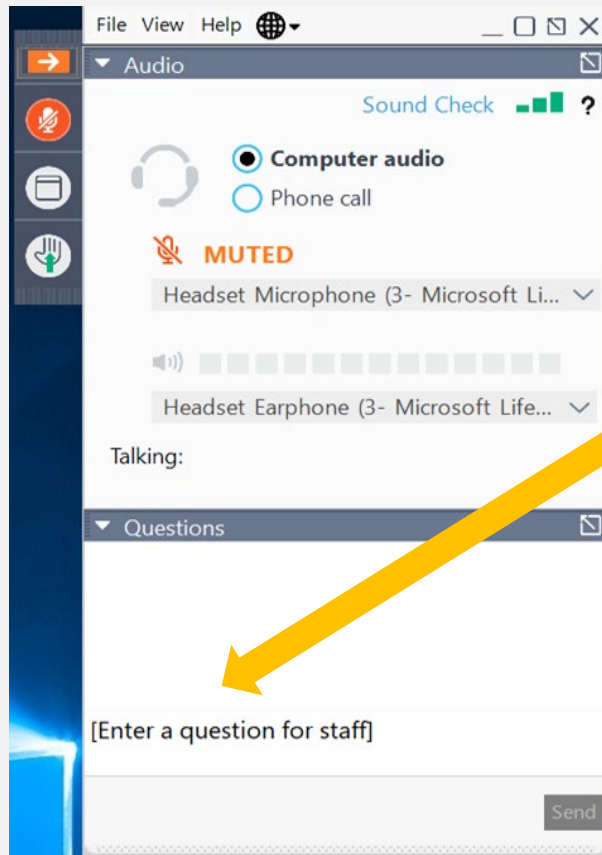 File View Help
Audio
Sound Check ?
Computer audio
Phone call
MUTED
Headset Microphone (3- Microsoft Li...
Headset Earphone (3- Microsoft Life...
Talking:
Questions
[Enter a question for staff]
Send